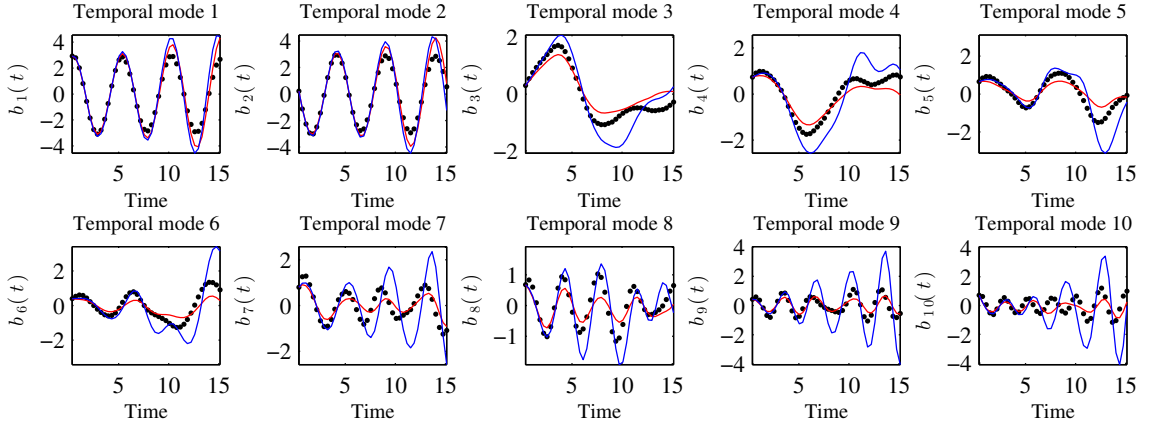 Temporal mode 1
b1(t)
4
2
0
−2
−4
5 10 15
Time
Temporal mode 2
b2(t)
4
2
0
−2
−4
5 10 15
Time
Temporal mode 3
b3(t)
2
0
−2
5 10 15
Time
Temporal mode 4
b4(t)
2
0
−2
5 10 15
Time
Temporal mode 5
b5(t)
2
0
−2
5 10 15
Time
Temporal mode 6
b6(t)
2
0
−2
5 10 15
Time
Temporal mode 7
b7(t)
2
0
−2
5 10 15
Time
Temporal mode 8
b8(t)
1
0
−1
5 10 15
Time
Temporal mode 9
b9(t)
4
2
0
−2
−4
5 10 15
Time
Temporal mode 10
b10(t)
4
2
0
−2
−4
5 10 15
Time